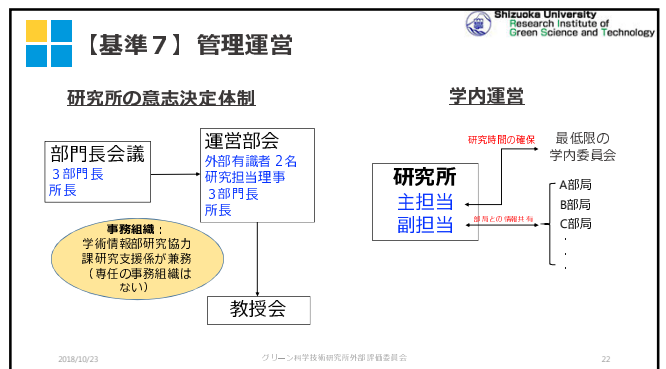 Shizuoka University
Research Institute of
Green Science and Technology
【基準７】管理運営
研究所の意志決定体制
学内運営
部門長会議
３部門長
所長
運営部会
外部有識者２名
研究担当理事
３部門長
所長
事務組織：
学術情報部研究協力
課研究支援係が兼務
（専任の事務組織は
ない）
教授会
研究時間の確保
最低限の
学内委員会
研究所
主担当
副担当
部局との情報共有
A部局
B部局
C部局
・
・
・
2018/10/23
グリーン科学技術研究所外部評価委員会
22